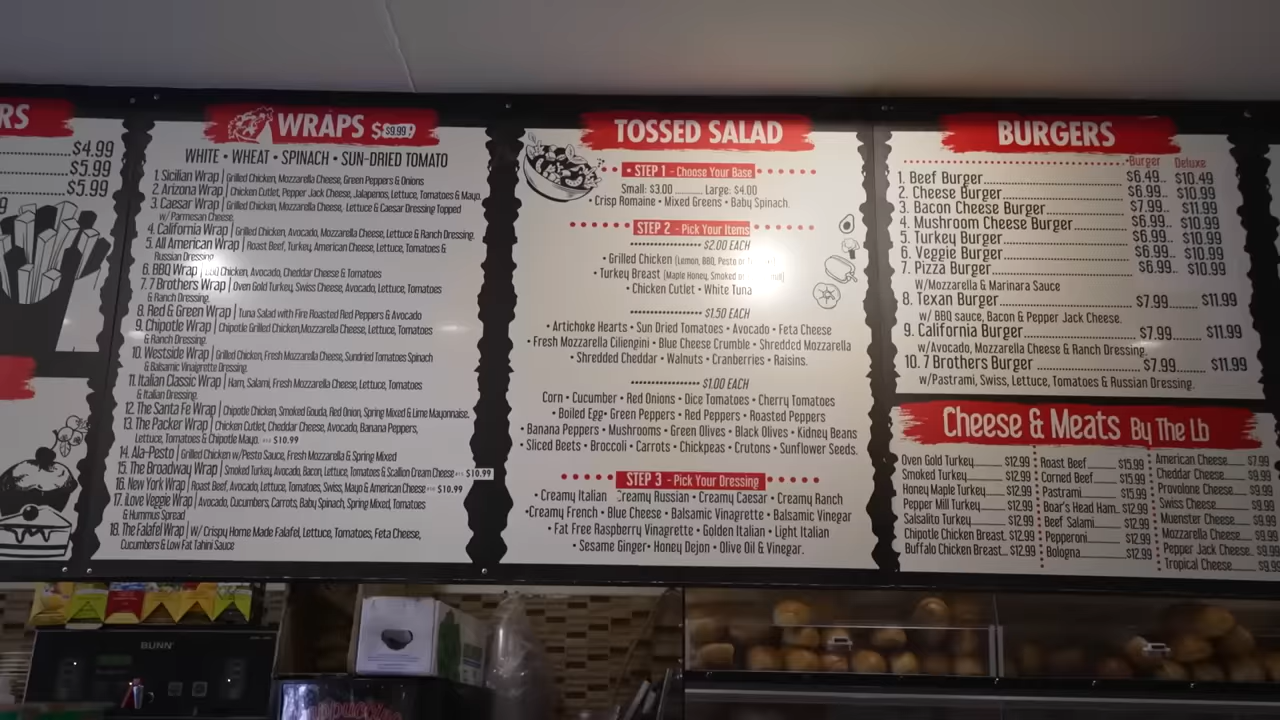 RS
$4.99
$5.99
$5.99
9
WRAPS $9.99
WHITE • WHEAT • SPINACH • SUN-DRIED TOMATO
1. Sicilian Wrap | Grilled Chicken, Mozzarella Cheese, Green Peppers & Onions
2. Arizona Wrap | Chicken Cutlet, Pepper Jack Cheese, Jalapenos, Lettuce, Tomatoes & Mayo.
3. Caesar Wrap | Grilled Chicken, Mozzarella Cheese, Lettuce & Caesar Dressing Topped
w/ Parmesan Cheese,
4. California Wrap | Grilled Chicken, Avocado, Mozzarella Cheese, Lettuce & Ranch Dressing.
5. All American Wrap | Roast Beef, Turkey, American Cheese, Lettuce, Tomatoes &
Russian Dressing
6. BBQ Wrap | Chicken, Avocado, Cheddar Cheese & Tomatoes
7. 7 Brothers Wrap | Oven Gold Turkey, Swiss Cheese, Avocado, Lettuce, Tomatoes
& Ranch Dressing.
8. Red & Green Wrap | Tuna Salad with Fire Roasted Red Peppers & Avocado
9. Chipotle Wrap | Chipotle Grilled Chicken,Mozzarella Cheese, Lettuce, Tomatoes
& Ranch Dressing.
10. Westside Wrap | Grilled Chicken, Fresh Mozzarella Cheese, Sundried Tomatoes Spinach
& Balsamic Vinaigrette Dressing.
11. Italian Classic Wrap | Ham, Salami, Fresh Mozzarella Cheese, Lettuce, Tomatoes
& Italian Dressing.
12. The Santa Fe Wrap | Chipotle Chicken, Smoked Gouda, Red Onion, Spring Mixed & Lime Mayonnaise.
13. The Packer Wrap | Chicken Cutlet, Cheddar Cheese, Avocado, Banana Peppers,
Lettuce, Tomatoes & Chipotle Mayo. $10.99
14. Ala-Pesto | Grilled Chicken w/Pesto Sauce, Fresh Mozzarella & Spring Mixed
15. The Broadway Wrap | Smoked Turkey, Avocado, Bacon, Lettuce, Tomatoes & Scallion Cream Cheese $10.99
16. New York Wrap | Roast Beef, Avocado, Lettuce, Tomatoes, Swiss, Mayo & American Cheese $10.99
17. iLove Veggie Wrap | Avocado, Cucumbers, Carrots, Baby Spinach, Spring Mixed, Tomatoes
& Hummus Spread
18. The Falafel Wrap | W/ Crispy Home Made Falafel, Lettuce, Tomatoes, Feta Cheese,
Cucumbers & Low Fat Tahini Sauce
TOSSED SALAD
• STEP 1 - Choose Your Base
Small: $3.00 ......... Large: $4.00
• Crisp Romaine • Mixed Greens • Baby Spinach.
STEP 2 - Pick Your Items
$2.00 EACH
• Grilled Chicken (Lemon, BBQ, Pesto or
• Turkey Breast (Maple Honey, Smoked or
• Chicken Cutlet • White Tuna
$1.50 EACH
• Artichoke Hearts • Sun Dried Tomatoes • Avocado • Feta Cheese
• Fresh Mozzarella Ciliengini • Blue Cheese Crumble • Shredded Mozzarella
• Shredded Cheddar • Walnuts • Cranberries • Raisins.
$1.00 EACH
Corn • Cucumber • Red Onions • Dice Tomatoes • Cherry Tomatoes
• Boiled Egg• Green Peppers • Red Peppers • Roasted Peppers
• Banana Peppers • Mushrooms • Green Olives • Black Olives • Kidney Beans
• Sliced Beets • Broccoli • Carrots • Chickpeas • Crutons • Sunflower Seeds.
STEP 3 - Pick Your Dressing
• Creamy Italian Creamy Russian • Creamy Caesar • Creamy Ranch
•Creamy French • Blue Cheese • Balsamic Vinagrette • Balsamic Vinegar
• Fat Free Raspberry Vinagrette • Golden Italian • Light Italian
• Sesame Ginger• Honey Dejon • Olive Oil & Vinegar.
BURGERS
•Burger Deluxe
1. Beef Burger $6.49.. $10.49
2. Cheese Burger $6.99.. $10.99
3. Bacon Cheese Burger $7.99.. $11.99
4. Mushroom Cheese Burger $6.99.. $10.99
5. Turkey Burger $6.99.. $10.99
6. Veggie Burger $6.99.. $10.99
7. Pizza Burger $6.99.. $10.99
W/Mozzarella & Marinara Sauce
8. Texan Burger $7.99 $11.99
w/ BBQ sauce, Bacon & Pepper Jack Cheese.
9. California Burger $7.99 $11.99
w/Avocado, Mozzarella Cheese & Ranch Dressing
10. 7 Brothers Burger $7.99 $11.99
w/Pastrami, Swiss, Lettuce, Tomatoes & Russian Dressing.
Cheese & Meats By The Lb
Oven Gold Turkey $12.99
Smoked Turkey $12.99
Honey Maple Turkey $12.99
Pepper Mill Turkey $12.99
Salsalito Turkey $12.99
Chipotle Chicken Breast. $12.99
Buffalo Chicken Breast.. $12.99
Roast Beef $15.99
Corned Beef $15.99
Pastrami $15.99
Boar's Head Ham.. $12.99
Beef Salami $12.99
Pepperoni $12.99
Bologna $12.99
American Cheese $7.99
Cheddar Cheese $9.99
Provolone Cheese $9.99
Swiss Cheese $9.99
Muenster Cheese $9.99
Mozzarella Cheese $9.99
Pepper Jack Cheese.. $9.99
Tropical Cheese $9.99
BUNN